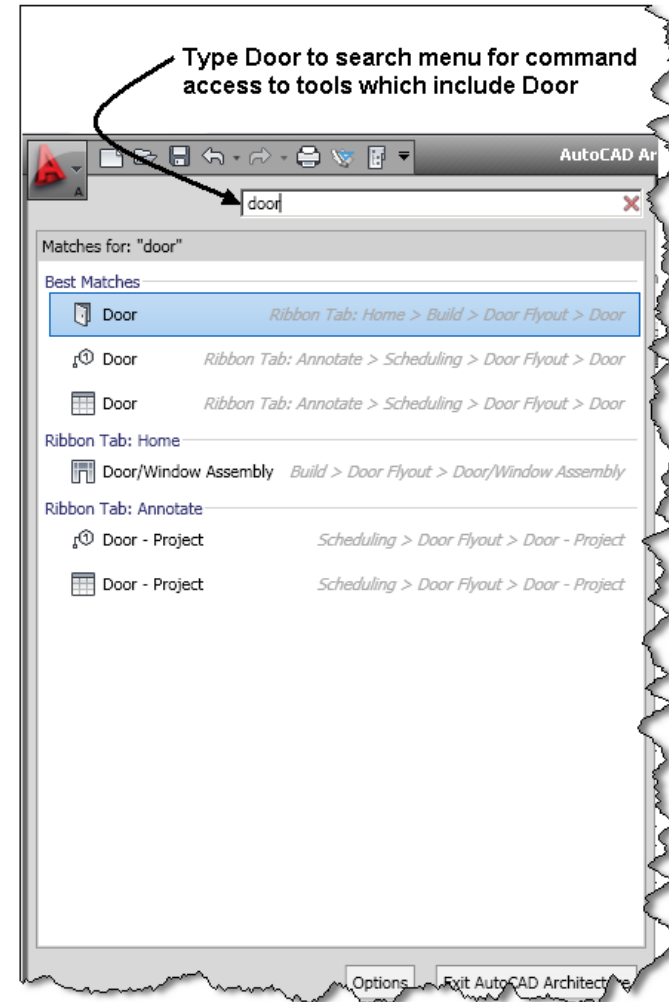 Type Door to search menu for command
access to tools which include Door
AutoCAD Ar
A
door
Matches for: "door"
Best Matches
Door Ribbon Tab: Home > Build > Door Flyout > Door
Door Ribbon Tab: Annotate > Scheduling > Door Flyout > Door
Door Ribbon Tab: Annotate > Scheduling > Door Flyout > Door
Ribbon Tab: Home
Door/Window Assembly Build > Door Flyout > Door/Window Assembly
Ribbon Tab: Annotate
Door - Project Scheduling > Door Flyout > Door - Project
Door - Project Scheduling > Door Flyout > Door - Project
Options Exit AutoCAD Architecture